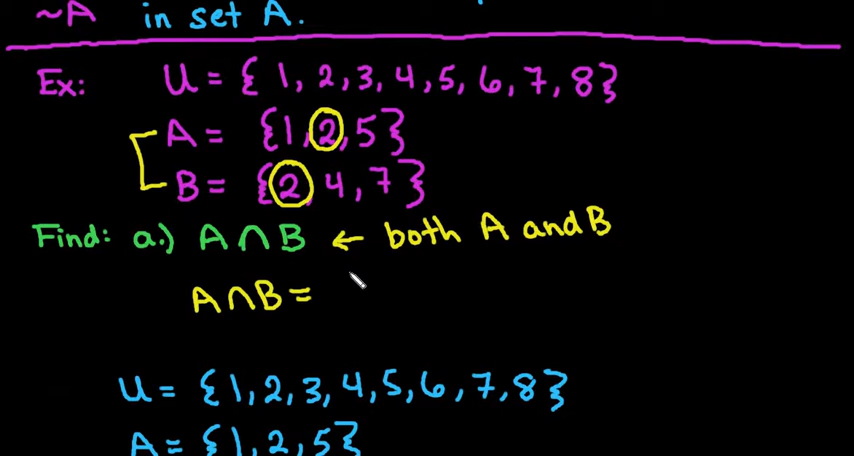 ~A in set A.
Ex: U = { 1, 2, 3, 4, 5, 6, 7, 8}
A = {1, 2, 5}
B = {2, 4, 7}
Find: a.) A ∩ B ← both A and B
A∩B =
U = {1, 2, 3, 4, 5, 6, 7, 8}
A = {1, 2, 5}